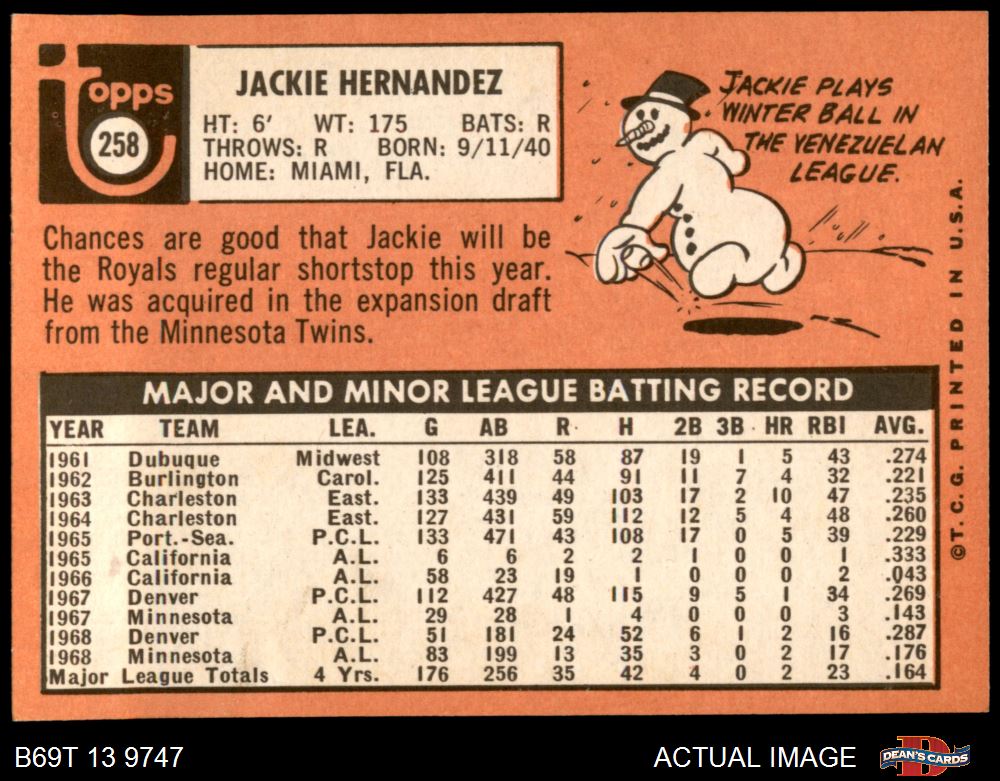 Topps
258
JACKIE HERNANDEZ
HT: 6' WT: 175 BATS: R
THROWS: R BORN: 9/11/40
HOME: MIAMI, FLA.
JACKIE PLAYS
WINTER BALL IN
THE VENEZUELAN
LEAGUE.
Chances are good that Jackie will be
the Royals regular shortstop this year.
He was acquired in the expansion draft
from the Minnesota Twins.
MAJOR AND MINOR LEAGUE BATTING RECORD
YEAR TEAM LEA. G AB R H 2B 3B HR RBI AVG.
1961 Dubuque Midwest 108 318 58 87 19 1 5 43 .274
1962 Burlington Carol. 125 411 44 91 11 7 4 32 .221
1963 Charleston East. 133 439 49 103 17 2 10 47 .235
1964 Charleston East. 127 431 59 112 12 5 4 48 .260
1965 Port.-Sea. P.C.L. 133 471 43 108 17 0 5 39 .229
1965 California A.L. 6 6 2 2 1 0 0 1 .333
1966 California A.L. 58 23 19 1 0 0 0 2 .043
1967 Denver P.C.L. 112 427 48 115 9 5 1 34 .269
1967 Minnesota A.L. 29 28 1 4 0 0 0 3 .143
1968 Denver P.C.L. 51 181 24 52 6 1 2 16 .287
1968 Minnesota A.L. 83 199 13 35 3 0 2 17 .176
Major League Totals 4 Yrs. 176 256 35 42 4 0 2 23 .164
©T. C. G. PRINTED IN U.S.A.
B69T 13 9747
ACTUAL IMAGE
DEAN'S CARDS